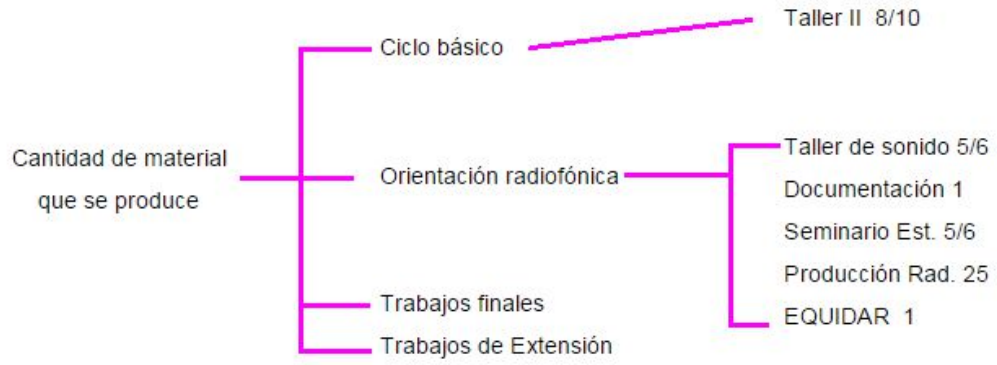 Cantidad de material
que se produce
Ciclo básico
Taller II 8/10
Orientación radiofónica
Taller de sonido 5/6
Documentación 1
Seminario Est. 5/6
Producción Rad. 25
EQUIDAR 1
Trabajos finales
Trabajos de Extensión